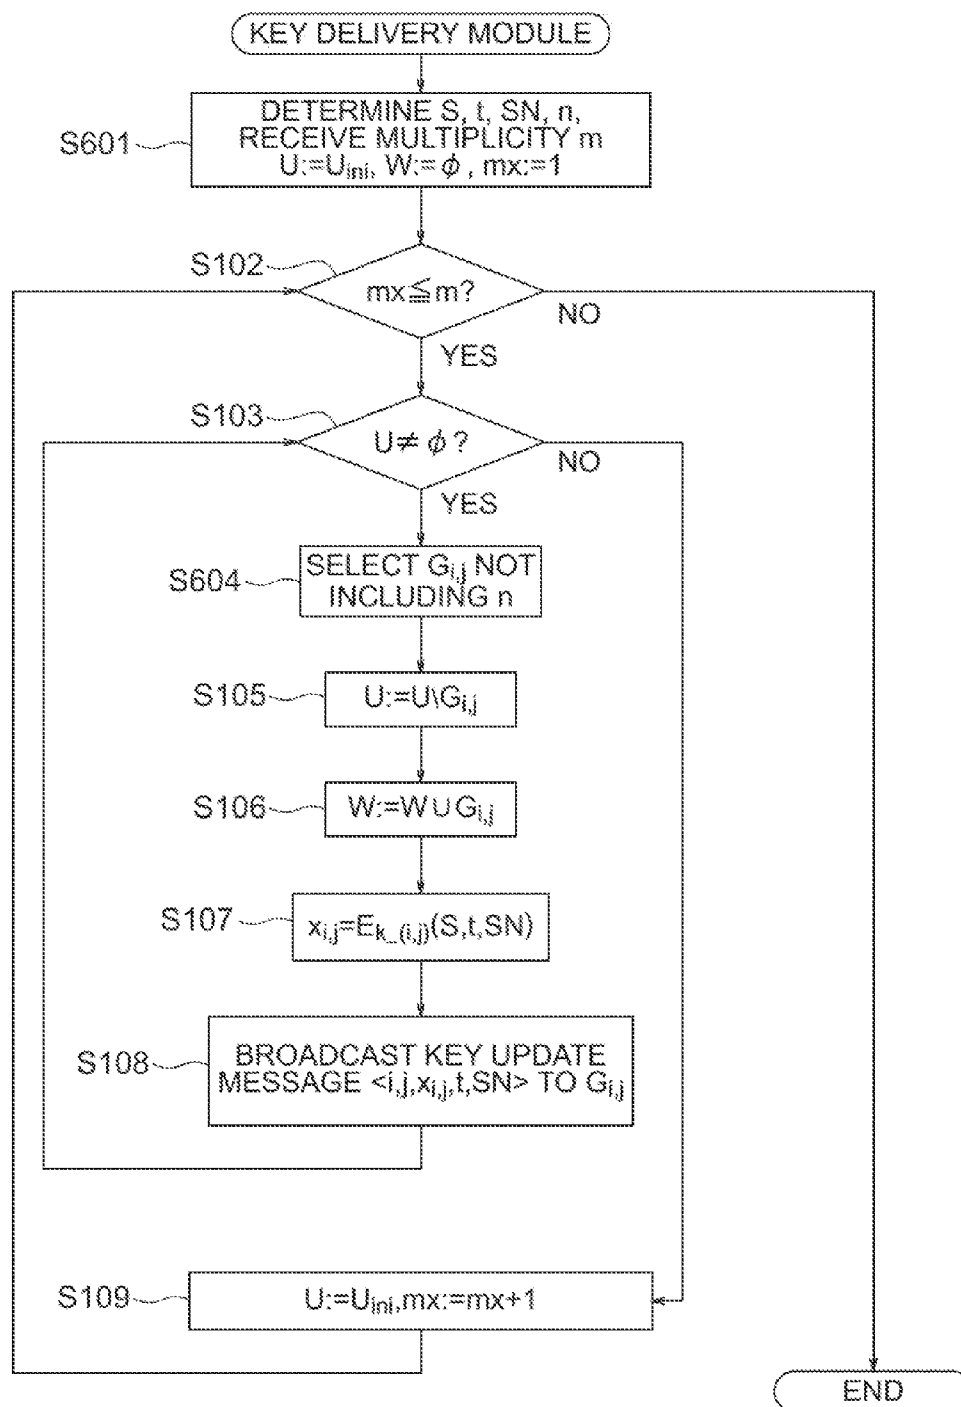 KEY DELIVERY MODULE
S601
DETERMINE S, t, SN, n,
RECEIVE MULTIPLICITY m
U:=Uini, W:=ϕ, mx:=1
S102
mx≦m?
NO
YES
S103
U≠ϕ?
NO
YES
S604
SELECT Gi,j NOT
INCLUDING n
S105
U:=U\Gi,j
S106
W:=W∪Gi,j
S107
xi,j=Ek_(i,j)(S,t,SN)
S108
BROADCAST KEY UPDATE
MESSAGE <i,j,xi,j,t,SN> TO Gi,j
S109
U:=Uini,mx:=mx+1
END